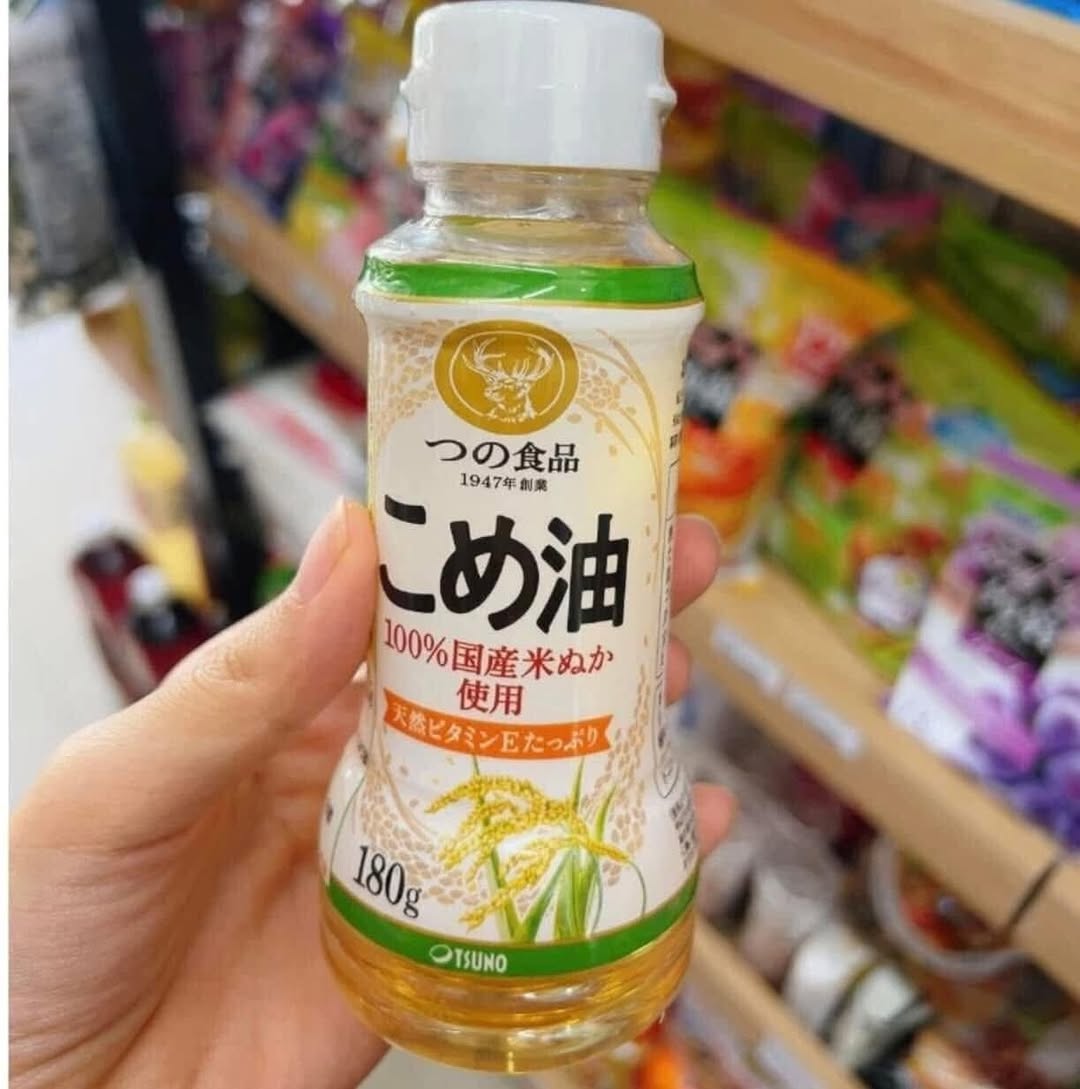 つの食品
1947年創業
こめ油
100%国産米ぬか
使用
天然ビタミンEたっぷり
180g
TSUNO